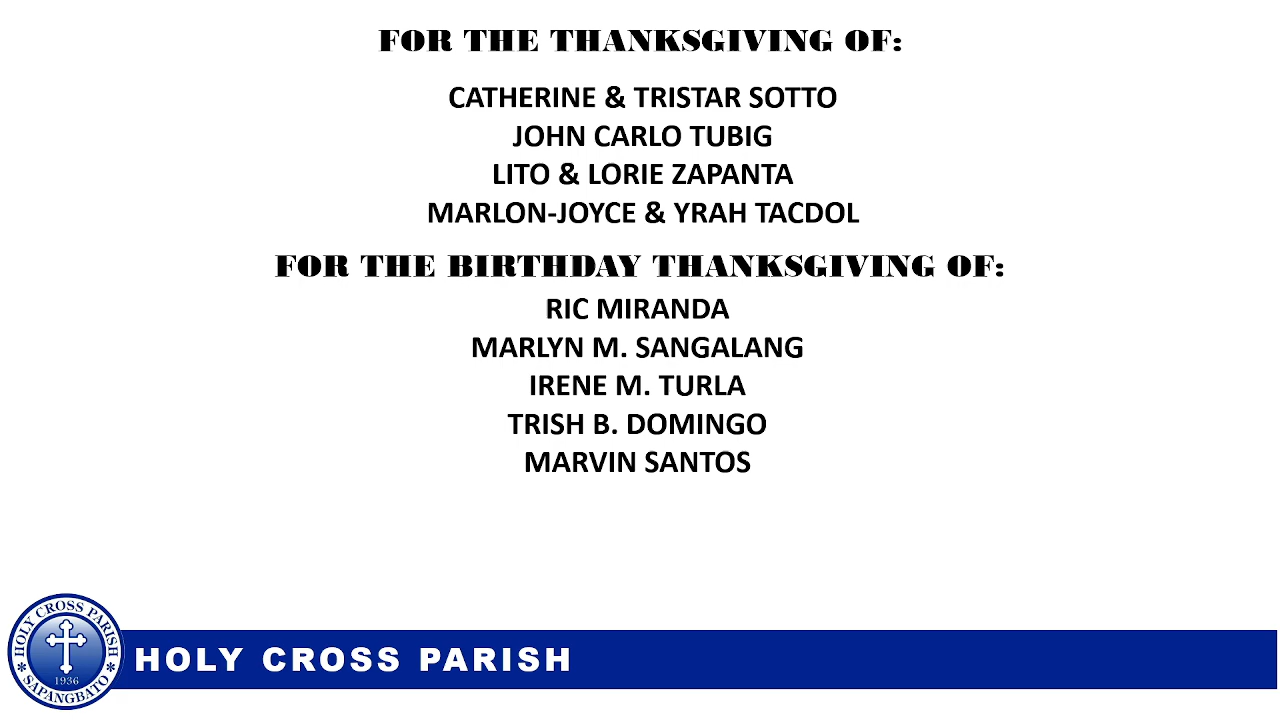 FOR THE THANKSGIVING OF:
CATHERINE & TRISTAR SOTTO
JOHN CARLO TUBIG
LITO & LORIE ZAPANTA
MARLON-JOYCE & YRAH TACDOL
FOR THE BIRTHDAY THANKSGIVING OF:
RIC MIRANDA
MARLYN M. SANGALANG
IRENE M. TURLA
TRISH B. DOMINGO
MARVIN SANTOS
HOLY CROSS PARISH
1936
* SAPANGBATO *
HOLY CROSS PARISH